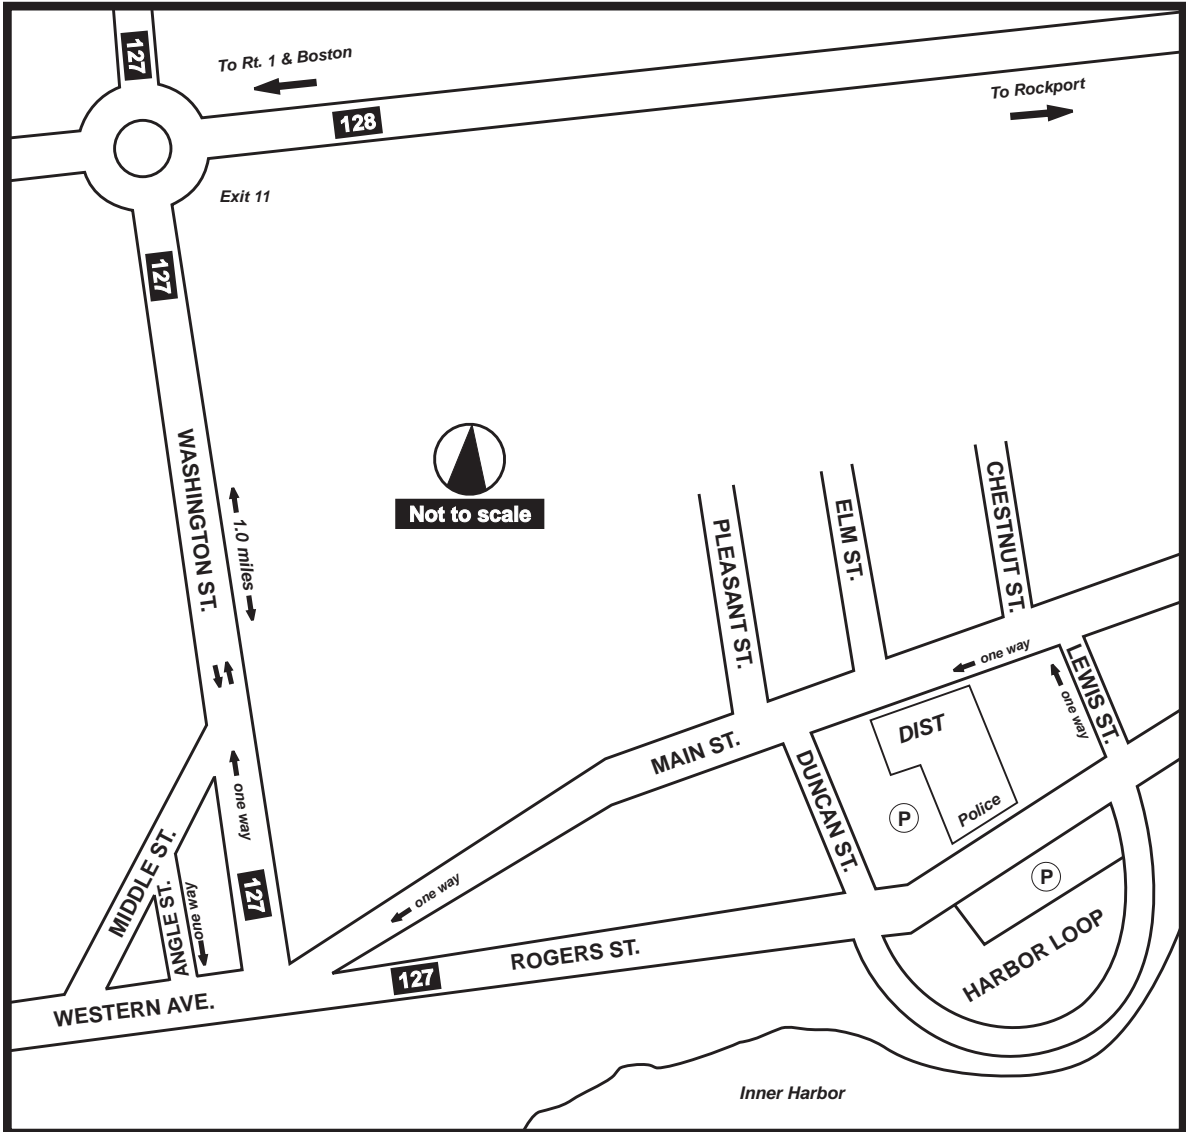 127
To Rt. 1 & Boston
To Rockport
128
Exit 11
127
WASHINGTON ST.
1.0 miles
Not to scale
PLEASANT ST.
ELM ST.
CHESTNUT ST.
one way
LEWIS ST.
one way
MAIN ST.
DIST
Police
P
DUNCAN ST.
one way
one way
MIDDLE ST.
ANGLE ST.
one way
127
P
HARBOR LOOP
ROGERS ST.
127
WESTERN AVE.
Inner Harbor